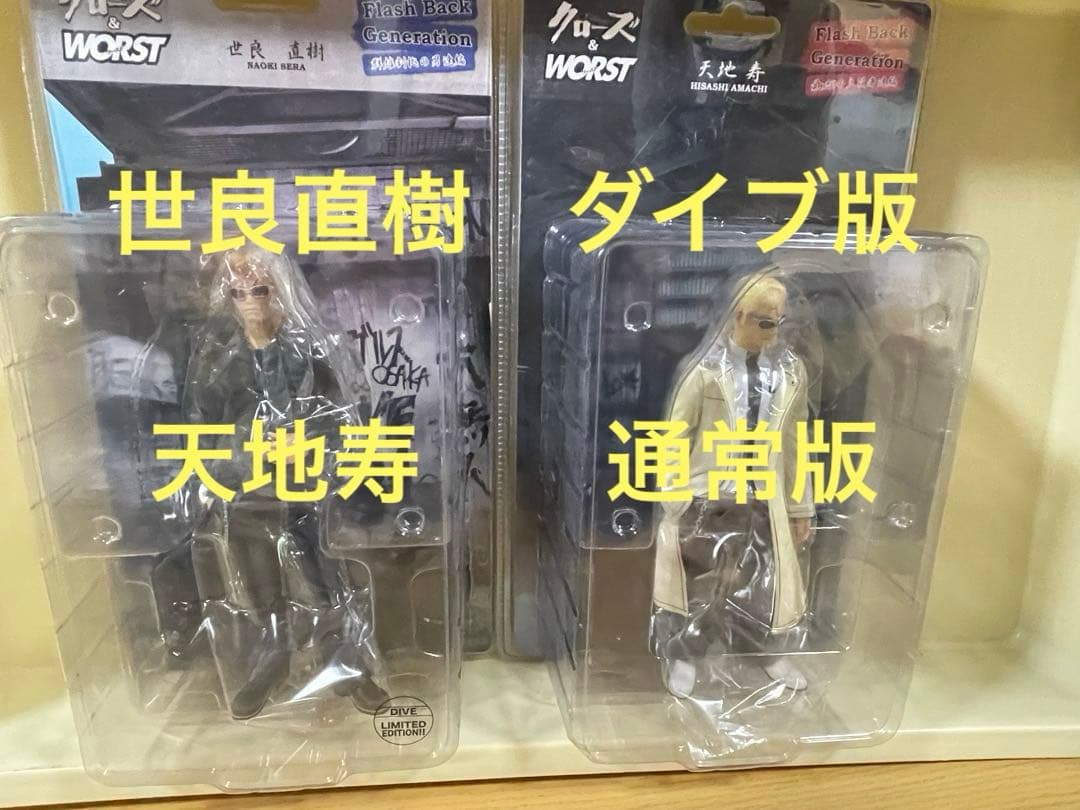 クローズ
&
WORST
世良 直樹
NAOKI SERA
Flash Back
Generation
クローズ
&
WORST
天地 寿
HISASHI AMACHI
Flash Back
Generation
世良直樹
ダイブ版
OSAKA
天地寿
通常版
DIVE
LIMITED
EDITION!!